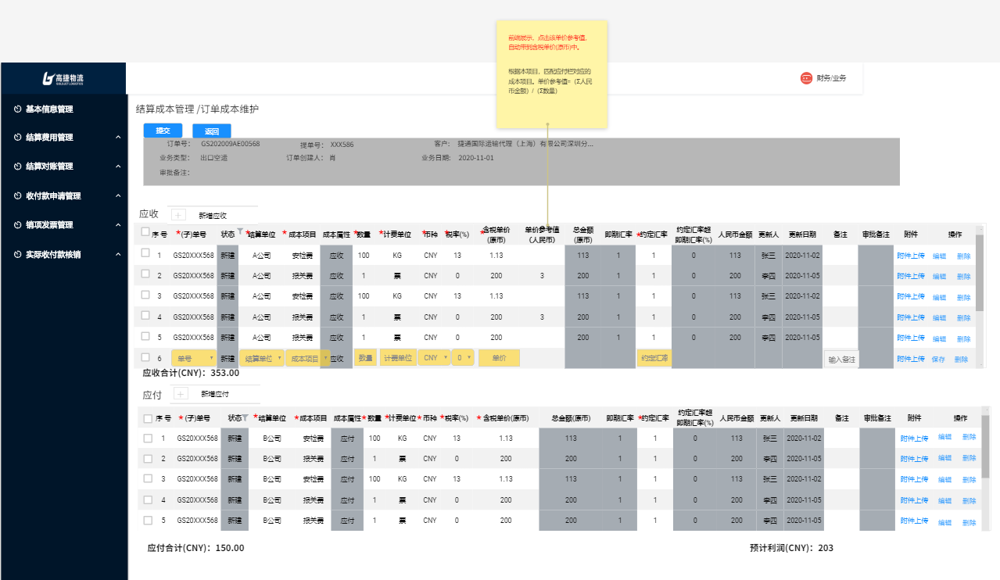 前端展示，点击该单价参考值，
自动带到含税单价(原币)中。
根据本项目，匹配应付栏对应的
成本项目。单价参考值=（Σ人民
币金额）/（Σ数量）
高捷物流
财务/业务
基本信息管理
结算费用管理
结算对账管理
收付款申请管理
销项发票管理
实际收付款核销
结算成本管理 /订单成本维护
提交 返回
订单号： GS202009AE00568 提单号： XXX586 客户: 捷通国际运输代理（上海）有限公司深圳分...
业务类型: 出口空运 订单创建人： 肖 业务日期: 2020-11-01
审批备注:
应收 + 新增应收
序号 *(子)单号 状态 *结算单位 *成本项目 成本属性 *数量 *计费单位 *币种 *税率(%) *含税单价(原币) 单价参考值(人民币) 总金额(原币) 即期汇率 *约定汇率 约定汇率超即期汇率(%) 人民币金额 更新人 更新日期 备注 审批备注 附件 操作
1 GS20XXX568 新建 A公司 安检费 应收 100 KG CNY 13 1.13 113 1 1 0 113 张三 2020-11-02 附件上传 编辑 删除
2 GS20XXX568 新建 A公司 报关费 应收 1 票 CNY 0 200 3 200 1 1 0 200 李四 2020-11-05 附件上传 编辑 删除
3 GS20XXX568 新建 A公司 安检费 应收 100 KG CNY 13 1.13 113 1 1 0 113 张三 2020-11-02 附件上传 编辑 删除
4 GS20XXX568 新建 A公司 报关费 应收 1 票 CNY 0 200 3 200 1 1 0 200 李四 2020-11-05 附件上传 编辑 删除
5 GS20XXX568 新建 A公司 报关费 应收 1 票 CNY 0 200 200 1 1 0 200 李四 2020-11-05 附件上传 编辑 删除
6 单号 新建 结算单位 成本项目 应收 数量 计费单位 CNY 0 单价 约定汇率 输入备注 附件上传 保存 删除
应收合计(CNY)：353.00
应付 + 新增应付
序号 *(子)单号 状态 *结算单位 *成本项目 成本属性 *数量 *计费单位 *币种 *税率(%) *含税单价(原币) 总金额(原币) 即期汇率 *约定汇率 约定汇率超即期汇率(%) 人民币金额 更新人 更新日期 备注 审批备注 附件 操作
1 GS20XXX568 新建 B公司 安检费 应付 100 KG CNY 13 1.13 113 1 1 0 113 张三 2020-11-02 附件上传 编辑 删除
2 GS20XXX568 新建 B公司 报关费 应付 1 票 CNY 0 200 200 1 1 0 200 李四 2020-11-05 附件上传 编辑 删除
3 GS20XXX568 新建 B公司 安检费 应付 100 KG CNY 13 1.13 113 1 1 0 113 张三 2020-11-02 附件上传 编辑 删除
4 GS20XXX568 新建 B公司 报关费 应付 1 票 CNY 0 200 200 1 1 0 200 李四 2020-11-05 附件上传 编辑 删除
5 GS20XXX568 新建 B公司 报关费 应付 1 票 CNY 0 200 200 1 1 0 200 李四 2020-11-05 附件上传 编辑 删除
应付合计(CNY)：150.00 预计利润(CNY)：203